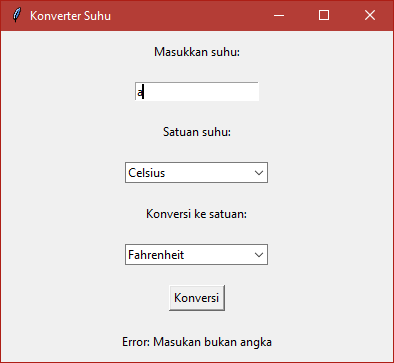 Konverter Suhu
Masukkan suhu:
a
Satuan suhu:
Celsius
Konversi ke satuan:
Fahrenheit
Konversi
Error: Masukan bukan angka